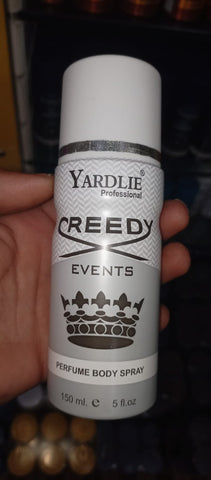 YARDLIE®
Professional
CREEDY
EVENTS
PERFUME BODY SPRAY
150 ml. e 5 fl.oz